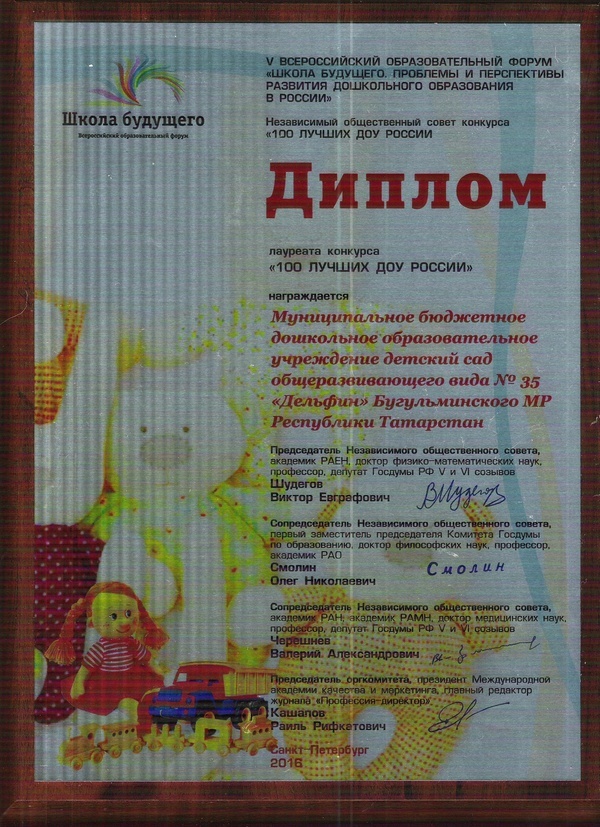 Школа будущего
Всероссийский образовательный форум
V ВСЕРОССИЙСКИЙ ОБРАЗОВАТЕЛЬНЫЙ ФОРУМ
«ШКОЛА БУДУЩЕГО. ПРОБЛЕМЫ И ПЕРСПЕКТИВЫ
РАЗВИТИЯ ДОШКОЛЬНОГО ОБРАЗОВАНИЯ
В РОССИИ»
Независимый общественный совет конкурса
«100 ЛУЧШИХ ДОУ РОССИИ
Диплом
лауреата конкурса
«100 ЛУЧШИХ ДОУ РОССИИ»
награждается
Муниципальное бюджетное
дошкольное образовательное
учреждение детский сад
общеразвивающего вида № 35
«Дельфин» Бугульминского МР
Республики Татарстан
Председатель Независимого общественного совета,
академик РАЕН, доктор физико-математических наук,
профессор, депутат Госдумы РФ V и VI созывов
Шудегов
Виктор Евграфович
ВШудегов
Сопредседатель Независимого общественного совета,
первый заместитель председателя Комитета Госдумы
по образованию, доктор философских наук, профессор,
академик РАО
Смолин
Олег Николаевич
Смолин
Сопредседатель Независимого общественного совета,
академик РАН, академик РАМН, доктор медицинских наук,
профессор, депутат Госдумы РФ V и VI созывов
Черешнев
Валерий Александрович
Председатель оргкомитета, президент Международной
академии качества и маркетинга, главный редактор
журнала «Профессия-директор»
Кашапов
Раиль Рифкатович
Санкт-Петербург
2016